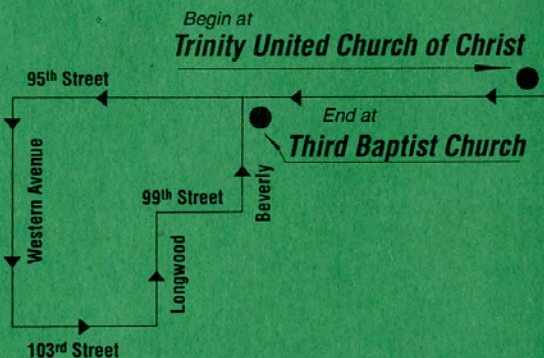 Begin at
Trinity United Church of Christ
95th Street
End at
Third Baptist Church
Western Avenue
99th Street
Beverly
Longwood
103rd Street